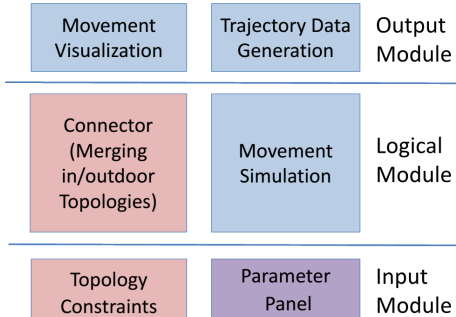 Movement
Visualization
Trajectory Data
Generation
Output
Module
Connector
(Merging
in/outdoor
Topologies)
Movement
Simulation
Logical
Module
Topology
Constraints
Parameter
Panel
Input
Module